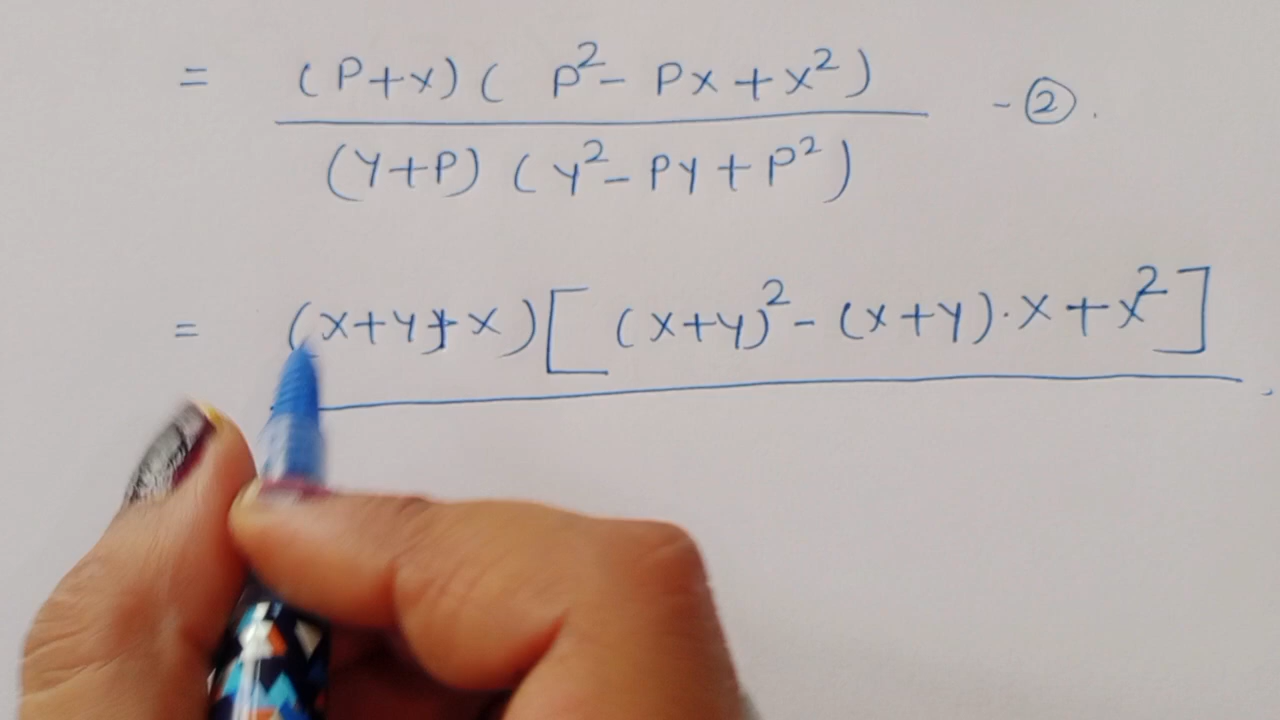 = (P+x) ( P²- Px + x²)
(Y+P) ( y²- Py + P²) - ②.
= (x+y+x) [ (x+y)² - (x+y)·x + x² ]